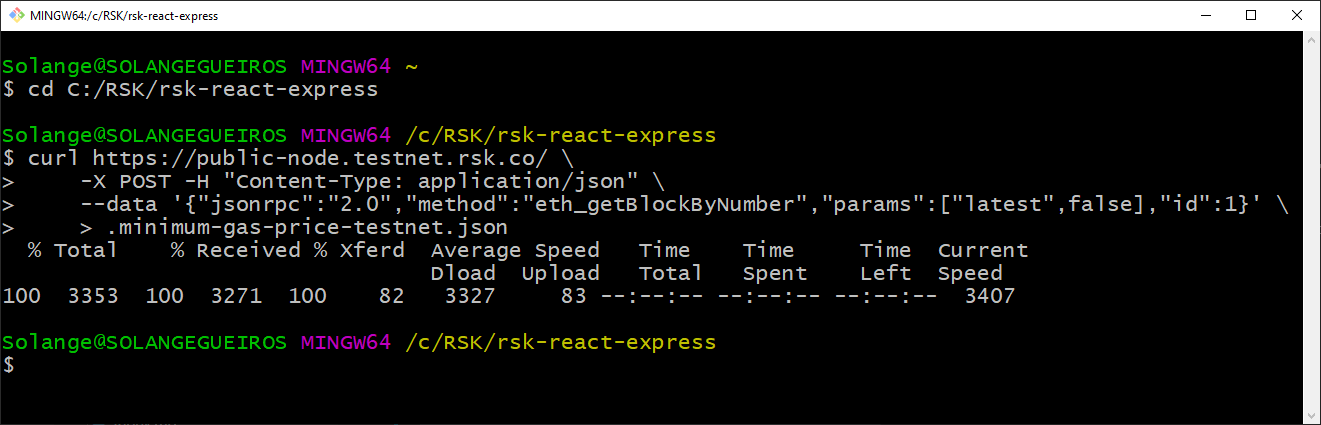 MINGW64:/c/RSK/rsk-react-express
Solange@SOLANGEGUEIROS MINGW64 ~
$ cd C:/RSK/rsk-react-express
Solange@SOLANGEGUEIROS MINGW64 /c/RSK/rsk-react-express
$ curl https://public-node.testnet.rsk.co/ \
>     -X POST -H "Content-Type: application/json" \
>     --data '{"jsonrpc":"2.0","method":"eth_getBlockByNumber","params":["latest",false],"id":1}' \
>     > .minimum-gas-price-testnet.json
  % Total    % Received % Xferd  Average Speed   Time    Time     Time  Current
                                 Dload  Upload   Total   Spent    Left  Speed
100  3353  100  3271  100    82   3327     83 --:--:-- --:--:-- --:--:--  3407
Solange@SOLANGEGUEIROS MINGW64 /c/RSK/rsk-react-express
$